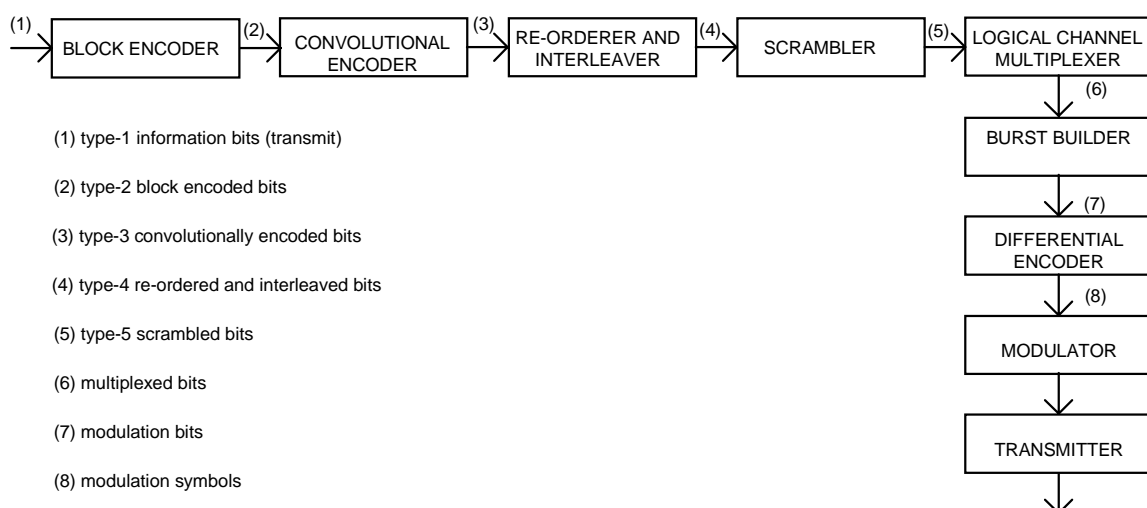 (1)
BLOCK ENCODER
(2)
CONVOLUTIONAL
ENCODER
(3)
RE-ORDERER AND
INTERLEAVER
(4)
SCRAMBLER
(5)
LOGICAL CHANNEL
MULTIPLEXER
(6)
BURST BUILDER
(7)
DIFFERENTIAL
ENCODER
(8)
MODULATOR
TRANSMITTER
(1) type-1 information bits (transmit)
(2) type-2 block encoded bits
(3) type-3 convolutionally encoded bits
(4) type-4 re-ordered and interleaved bits
(5) type-5 scrambled bits
(6) multiplexed bits
(7) modulation bits
(8) modulation symbols